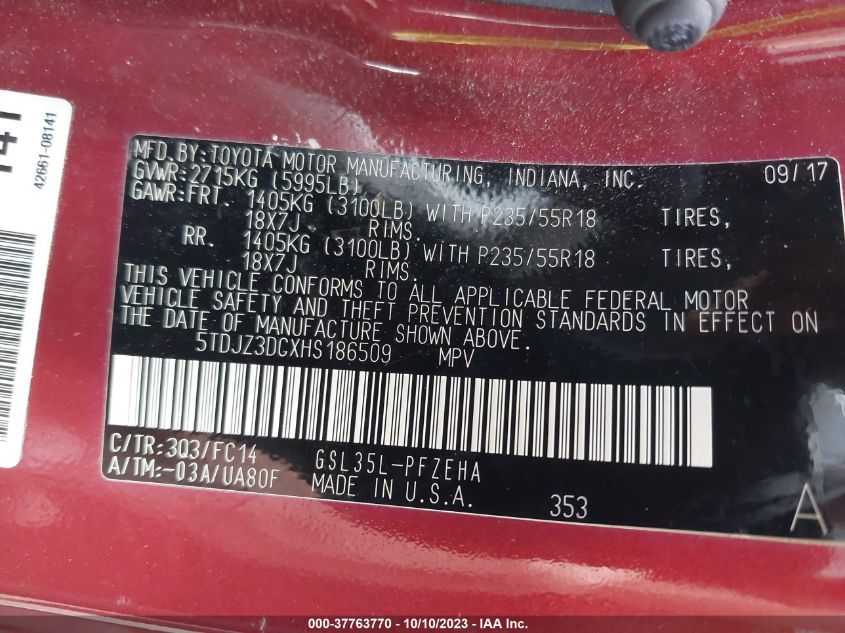 41
42661-08141
MFD.BY:TOYOTA MOTOR MANUFACTURING, INDIANA, INC. 09/17
GVWR:2715KG (5995LB)
GAWR:FRT. 1405KG (3100LB) WITH P235/55R18 TIRES,
18X7J RIMS.
RR. 1405KG (3100LB) WITH P235/55R18 TIRES,
18X7J RIMS.
THIS VEHICLE CONFORMS TO ALL APPLICABLE FEDERAL MOTOR
VEHICLE SAFETY AND THEFT PREVENTION STANDARDS IN EFFECT ON
THE DATE OF MANUFACTURE SHOWN ABOVE.
5TDJZ3DCXHS186509 MPV
C/TR:3Q3/FC14 GSL35L-PFZEHA
A/TM:-03A/UA80F MADE IN U.S.A. 353 A
000-37763770 - 10/10/2023 - IAA Inc.